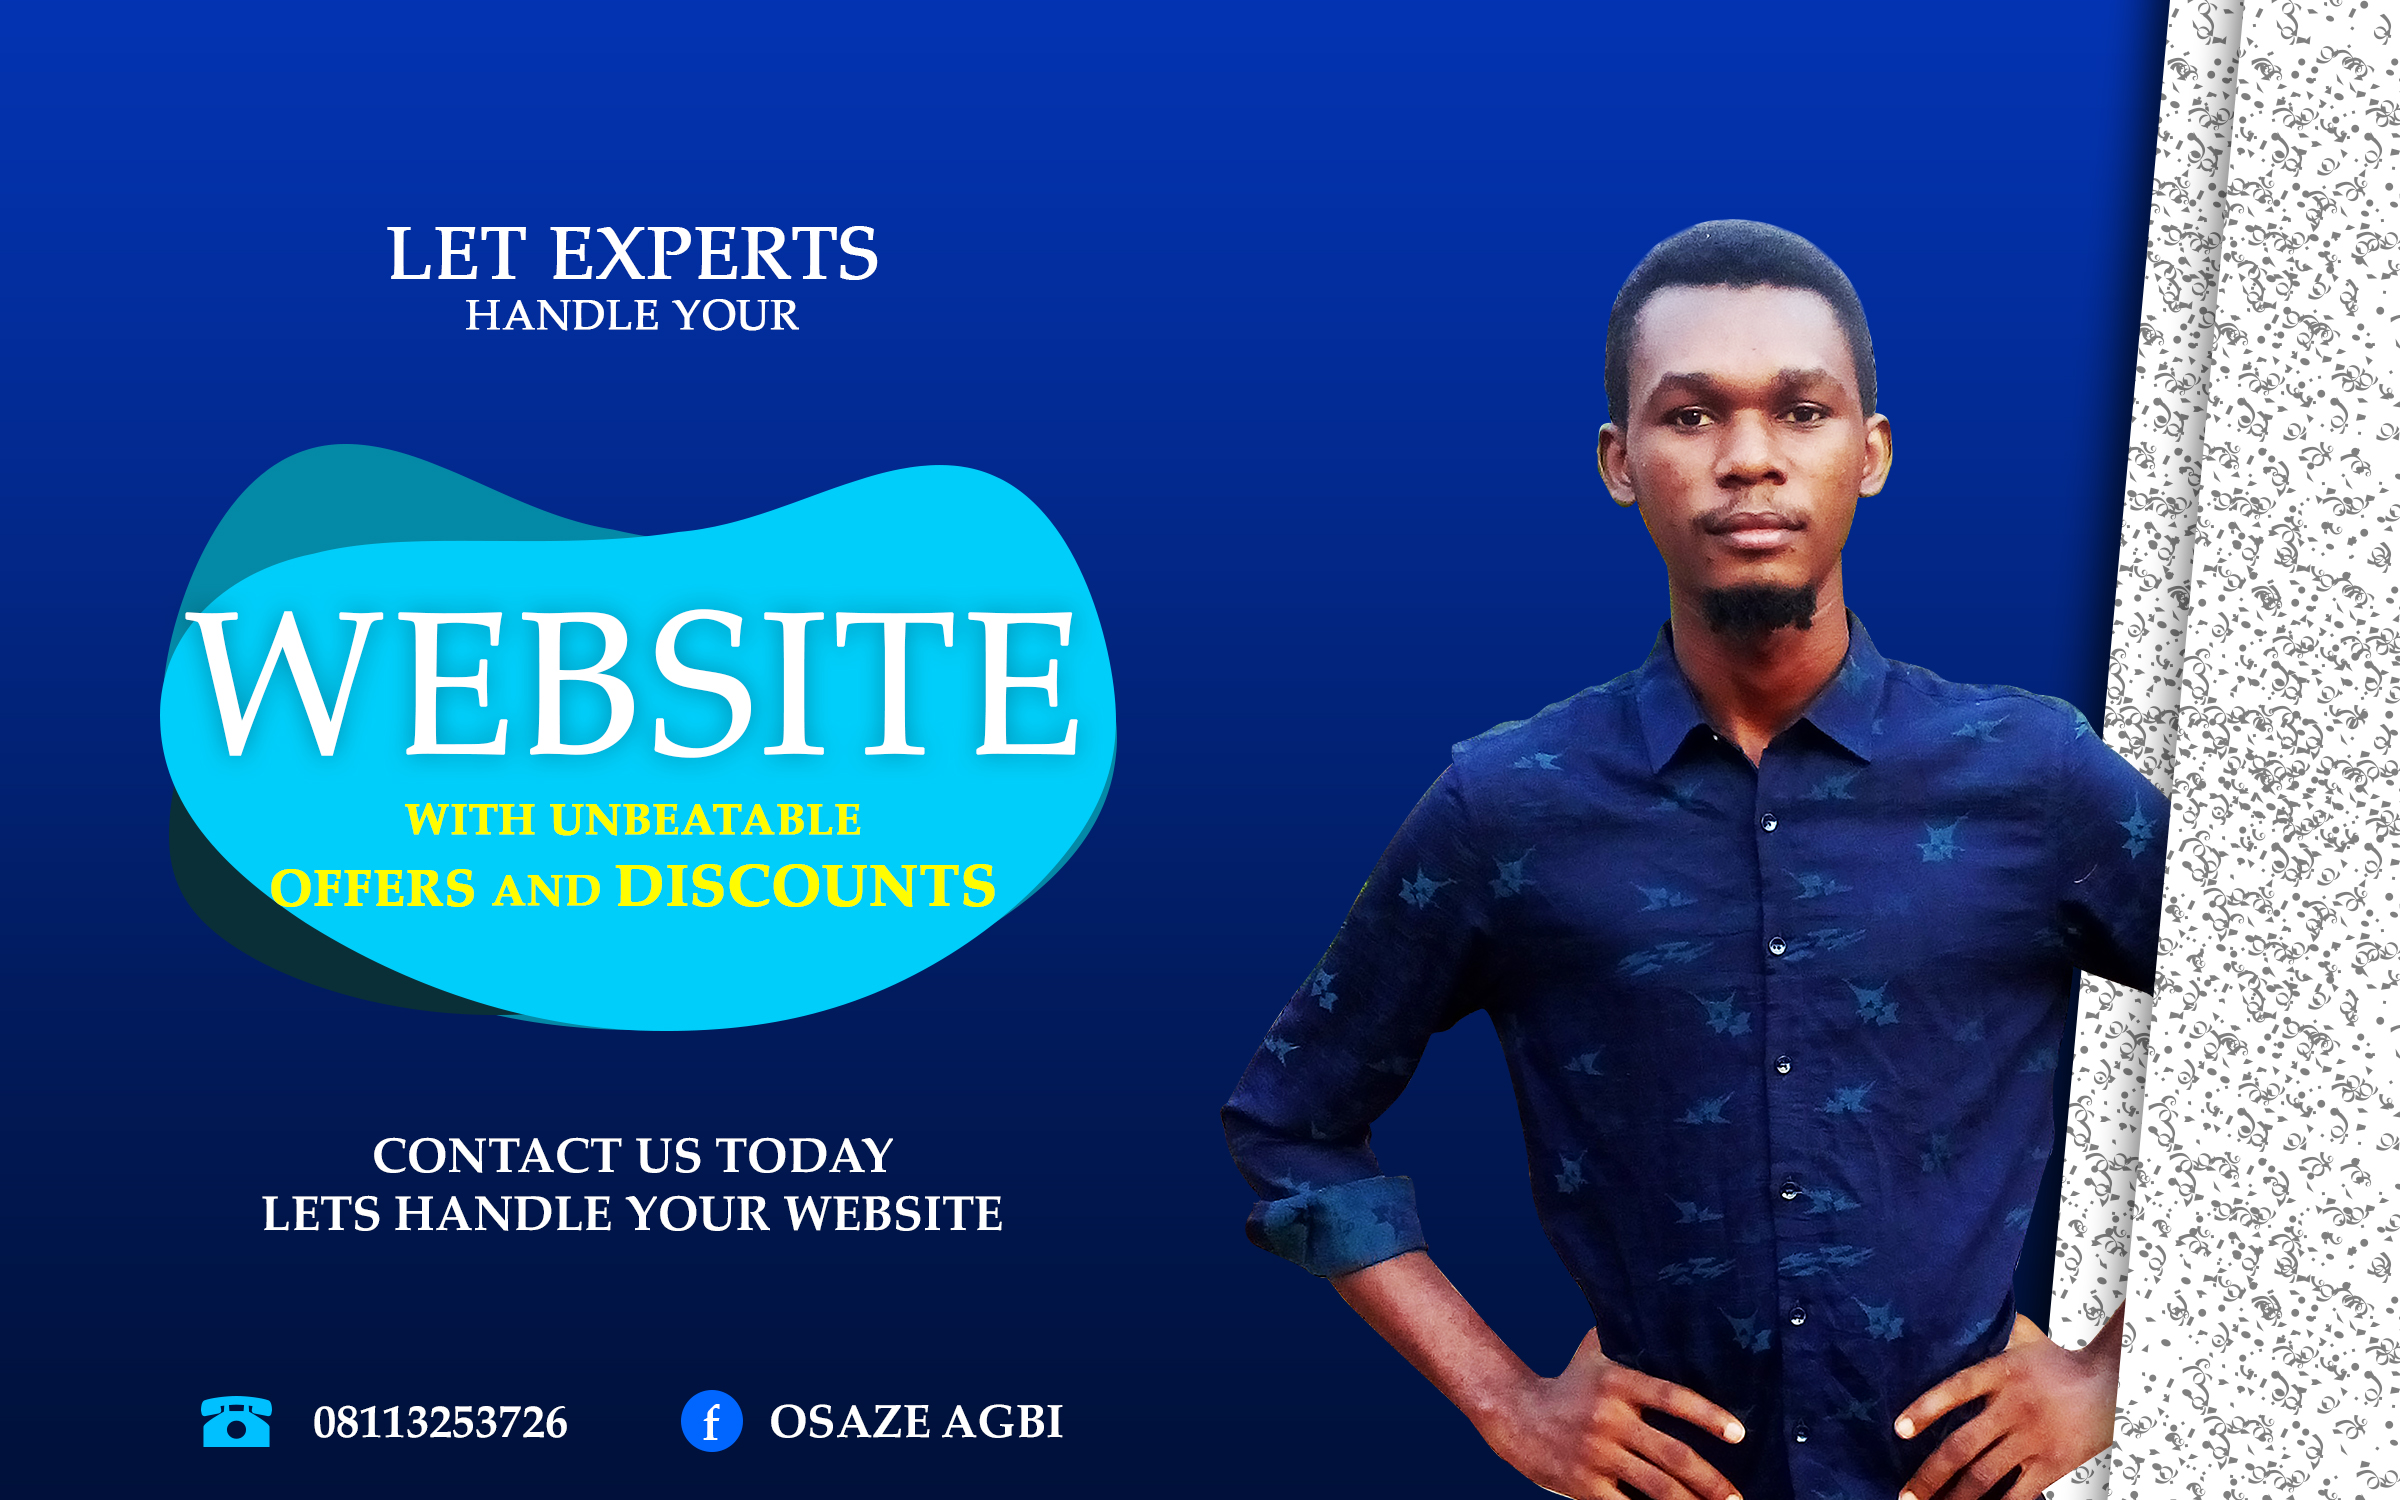 LET EXPERTS
HANDLE YOUR
WEBSITE
WITH UNBEATABLE
OFFERS AND DISCOUNTS
CONTACT US TODAY
LETS HANDLE YOUR WEBSITE
08113253726
f OSAZE AGBI